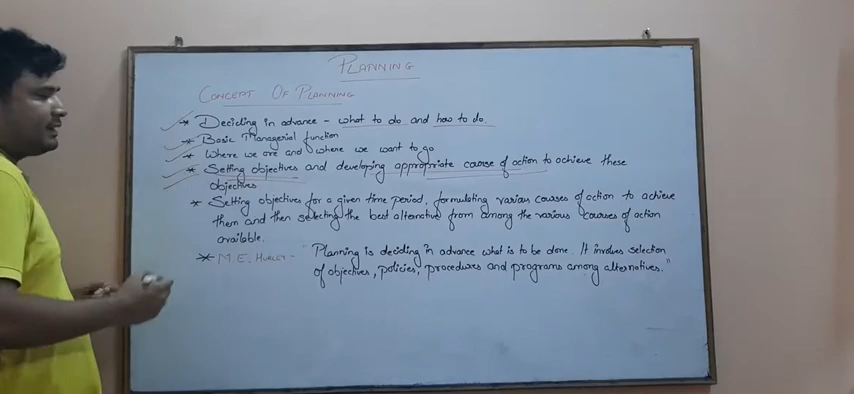 PLANNING
CONCEPT OF PLANNING
* Deciding in advance - what to do and how to do.
* Basic Managerial function
* Where we are and where we want to go
* Setting objectives and developing appropriate course of action to achieve these
objectives
* Setting objectives for a given time period, formulating various courses of action to achieve
them and then selecting the best alternative from among the various courses of action
available.
* M.E. HURLEY - "Planning is deciding in advance what is to be done. It involves selection
of objectives, policies, procedures and programs among alternatives."